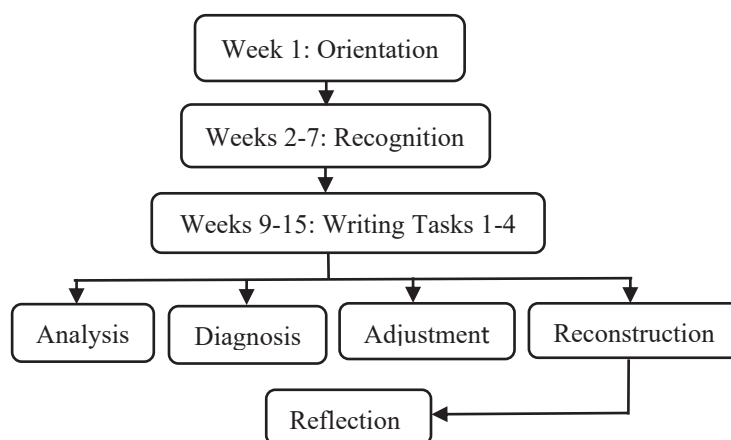 Week 1: Orientation
Weeks 2-7: Recognition
Weeks 9-15: Writing Tasks 1-4
Analysis
Diagnosis
Adjustment
Reconstruction
Reflection